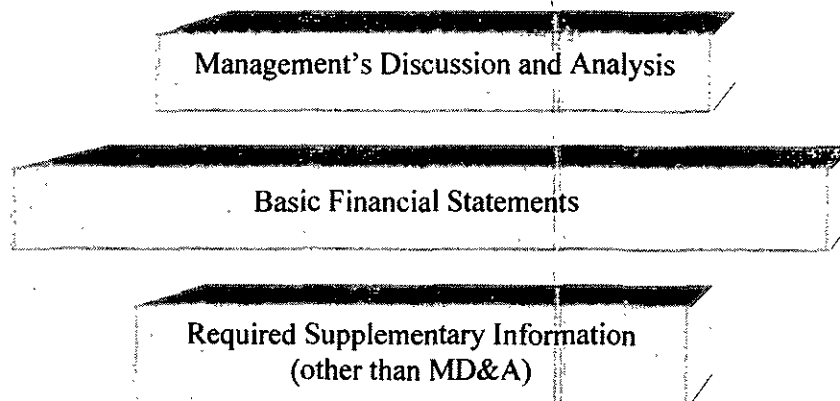 Management's Discussion and Analysis
Basic Financial Statements
Required Supplementary Information
(other than MD&A)